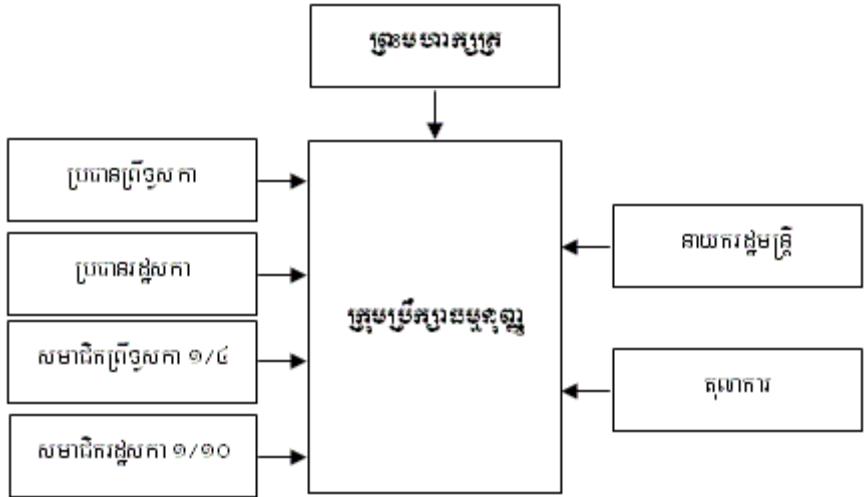 ព្រះមហាក្សត្រ
ប្រធានព្រឹទ្ធសភា
ប្រធានរដ្ឋសភា
សមាជិកព្រឹទ្ធសភា ១/៤
សមាជិករដ្ឋសភា ១/១០
ក្រុមប្រឹក្សាធម្មនុញ្ញ
នាយករដ្ឋមន្ត្រី
តុលាការ